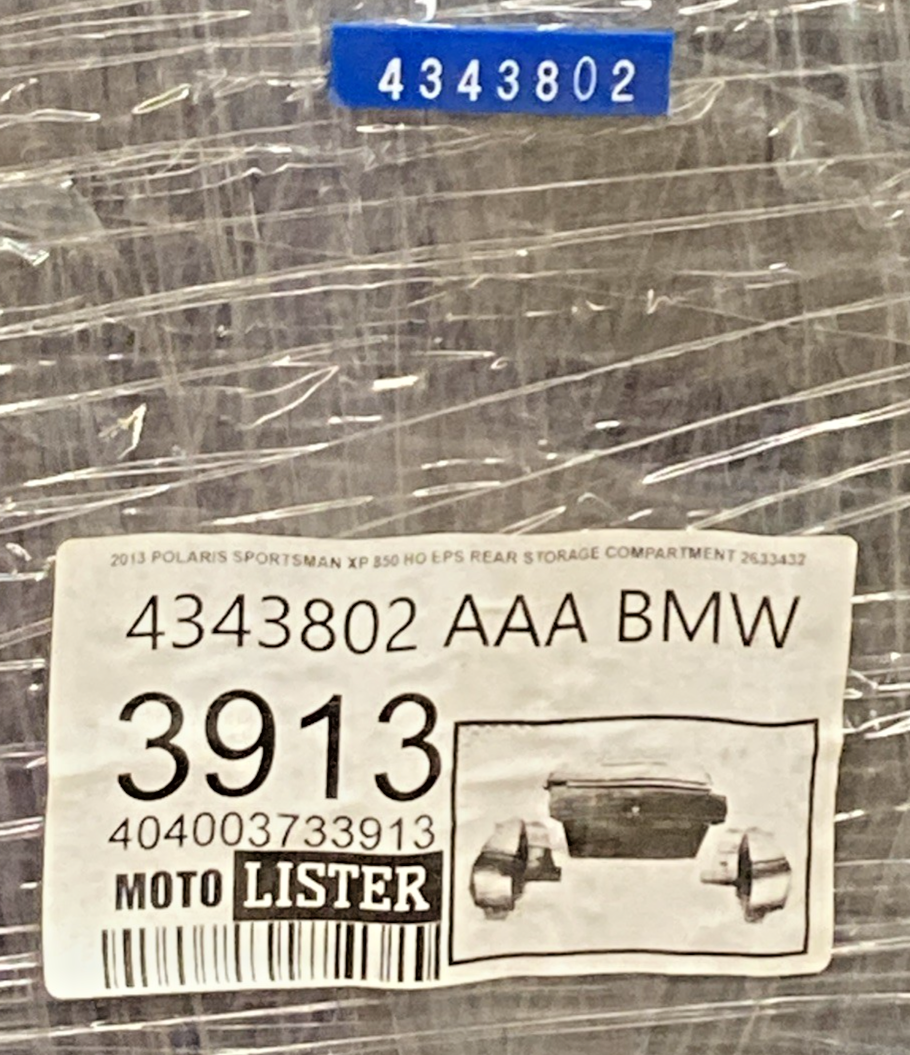 4343802
2013 POLARIS SPORTSMAN XP 850 HO EPS REAR STORAGE COMPARTMENT 2633432
4343802 AAA BMW
3913
404003733913
MOTO LISTER